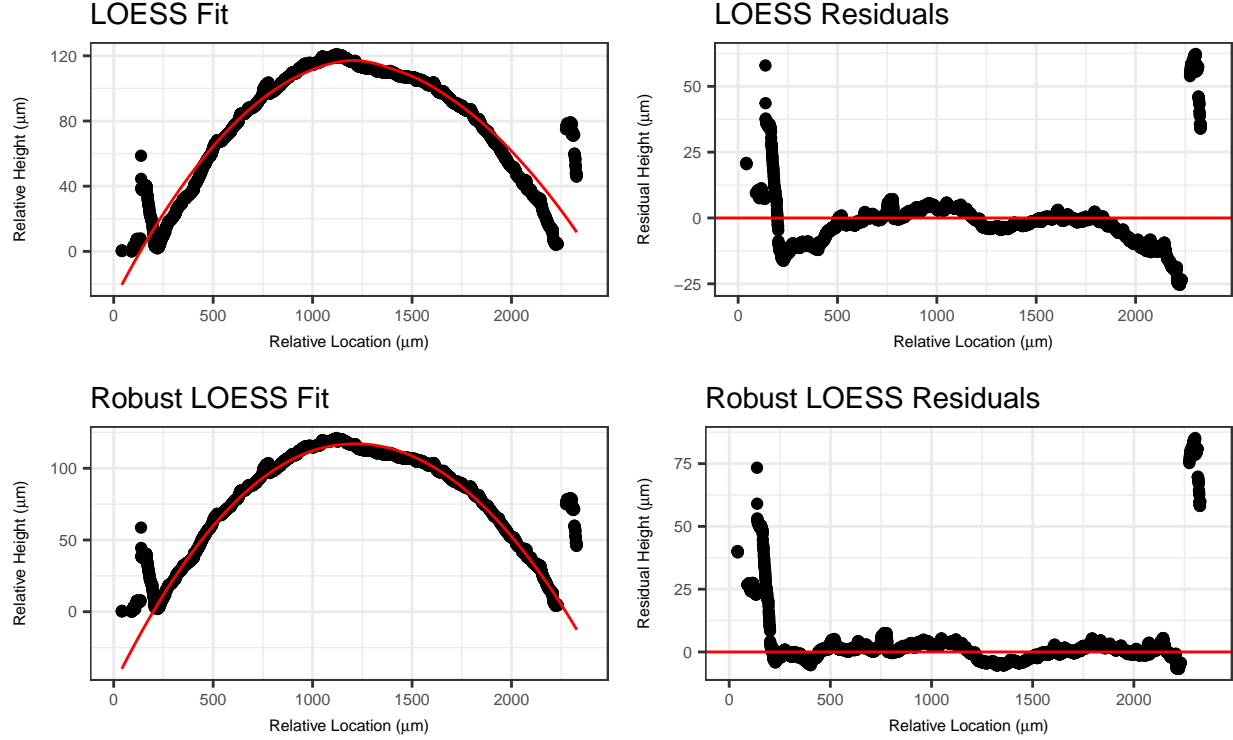 LOESS Fit
LOESS Residuals
Relative Height (μm)
120
80
40
0
0 500 1000 1500 2000
Relative Location (μm)
Residual Height (μm)
50
25
0
−25
0 500 1000 1500 2000
Relative Location (μm)
Robust LOESS Fit
Robust LOESS Residuals
Relative Height (μm)
100
50
0
0 500 1000 1500 2000
Relative Location (μm)
Residual Height (μm)
75
50
25
0
0 500 1000 1500 2000
Relative Location (μm)